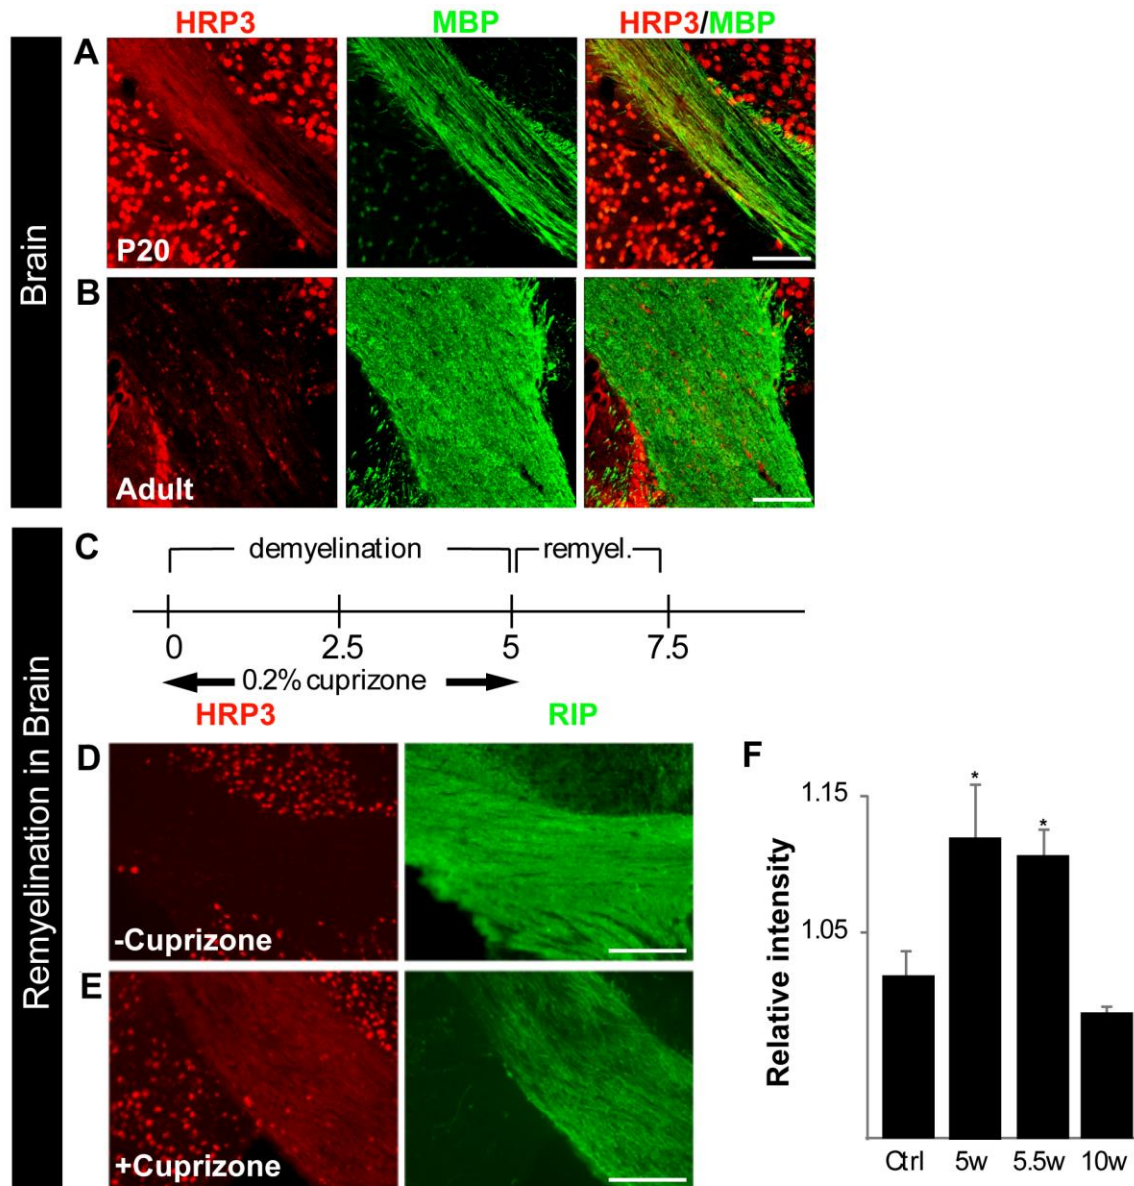 HRP3 MBP HRP3/MBP
Brain
A
P20
B
Adult
Remyelination in Brain
C
demyelination remyel.
0 2.5 5 7.5
0.2% cuprizone
HRP3 RIP
D
-Cuprizone
E
+Cuprizone
F
Relative intensity
1.15
* *
1.05
Ctrl 5w 5.5w 10w